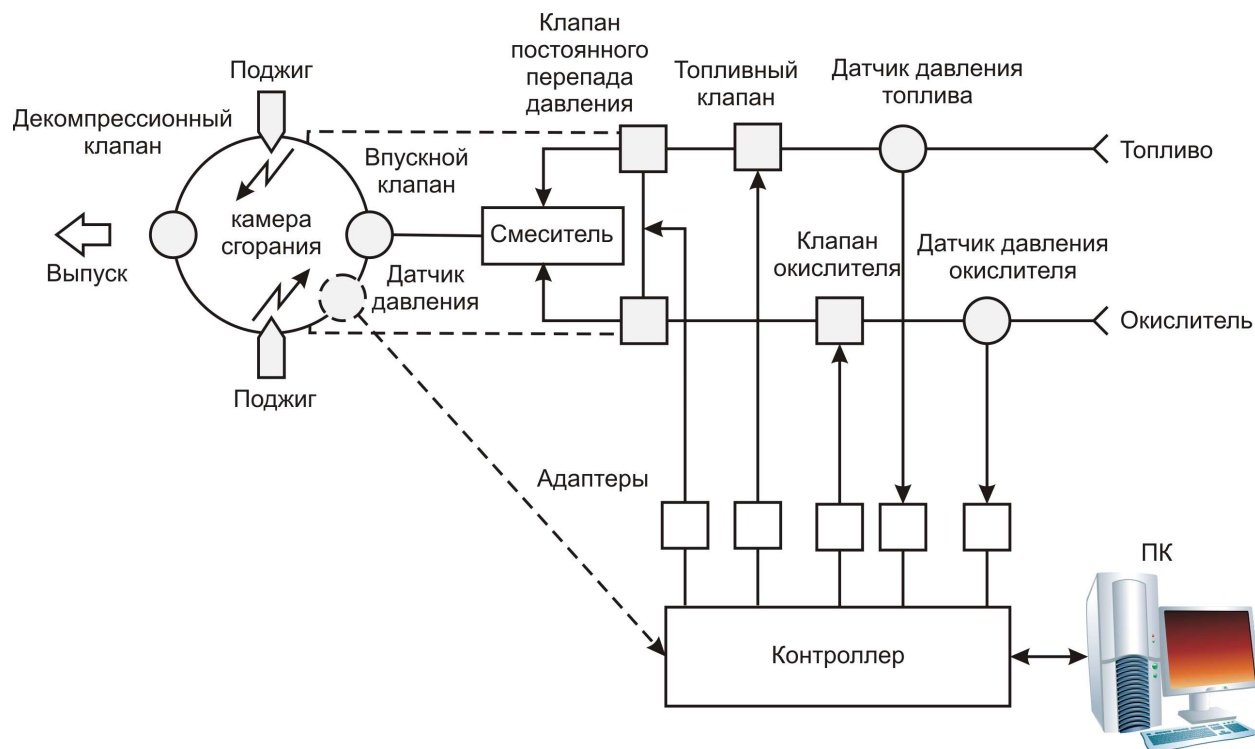 Клапан
постоянного
перепада
давления
Топливный
клапан
Датчик давления
топлива
Поджиг
Декомпрессионный
клапан
Впускной
клапан
Топливо
камера
сгорания
Смеситель
Клапан
окислителя
Датчик давления
окислителя
Выпуск
Датчик
давления
Окислитель
Поджиг
Адаптеры
ПК
Контроллер